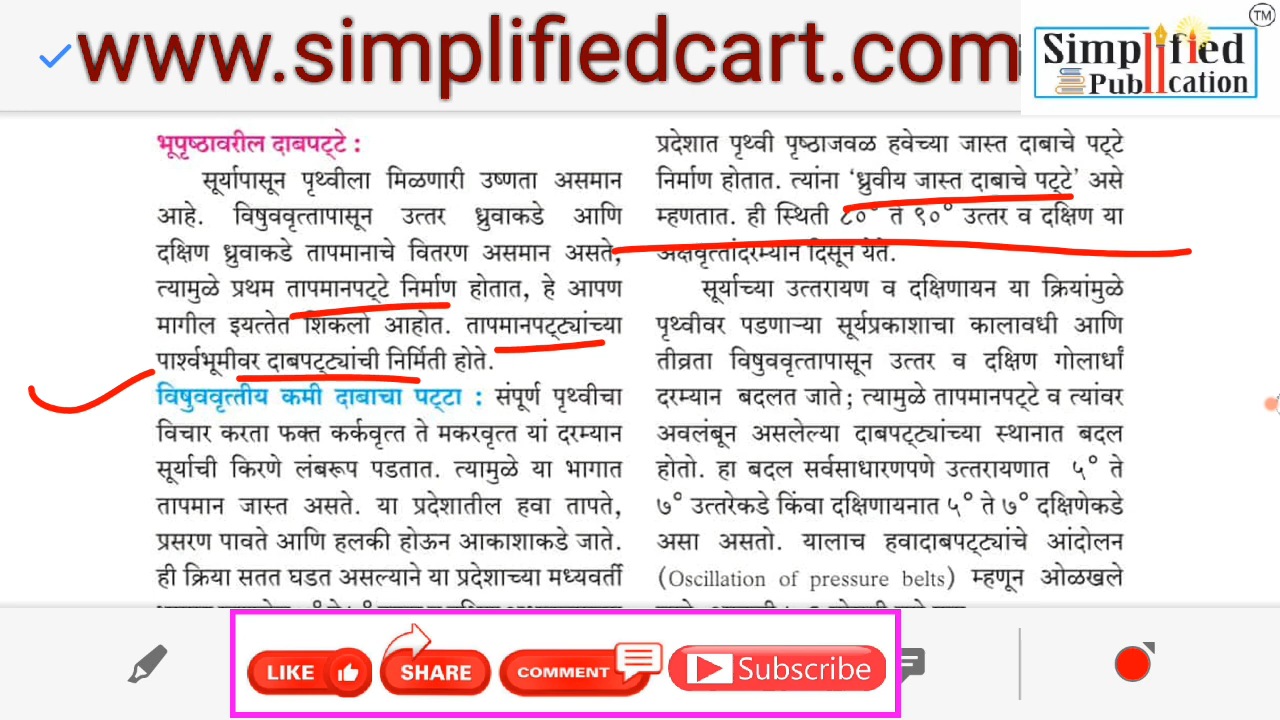 www.simplifiedcart.com
Simplified
Publication
TM
भूपृष्ठावरील दाबपट्टे :
सूर्यापासून पृथ्वीला मिळणारी उष्णता असमान
आहे. विषुववृत्तापासून उत्तर ध्रुवाकडे आणि
दक्षिण ध्रुवाकडे तापमानाचे वितरण असमान असते,
त्यामुळे प्रथम तापमानपट्टे निर्माण होतात, हे आपण
मागील इयत्तेत शिकलो आहोत. तापमानपट्ट्यांच्या
पार्श्वभूमीवर दाबपट्ट्यांची निर्मिती होते.
विषुववृत्तीय कमी दाबाचा पट्टा : संपूर्ण पृथ्वीचा
विचार करता फक्त कर्कवृत्त ते मकरवृत्त यां दरम्यान
सूर्याची किरणे लंबरूप पडतात. त्यामुळे या भागात
तापमान जास्त असते. या प्रदेशातील हवा तापते,
प्रसरण पावते आणि हलकी होऊन आकाशाकडे जाते.
ही क्रिया सतत घडत असल्याने या प्रदेशाच्या मध्यवर्ती
प्रदेशात पृथ्वी पृष्ठाजवळ हवेच्या जास्त दाबाचे पट्टे
निर्माण होतात. त्यांना ‘ध्रुवीय जास्त दाबाचे पट्टे’ असे
म्हणतात. ही स्थिती ८०° ते ९०° उत्तर व दक्षिण या
अक्षवृत्तांदरम्यान दिसून येते.
सूर्याच्या उत्तरायण व दक्षिणायन या क्रियांमुळे
पृथ्वीवर पडणाऱ्या सूर्यप्रकाशाचा कालावधी आणि
तीव्रता विषुववृत्तापासून उत्तर व दक्षिण गोलार्धां
दरम्यान बदलत जाते; त्यामुळे तापमानपट्टे व त्यांवर
अवलंबून असलेल्या दाबपट्ट्यांच्या स्थानात बदल
होतो. हा बदल सर्वसाधारणपणे उत्तरायणात ५° ते
७° उत्तरेकडे किंवा दक्षिणायनात ५° ते ७° दक्षिणेकडे
असा असतो. यालाच हवादाबपट्ट्यांचे आंदोलन
(Oscillation of pressure belts) म्हणून ओळखले
LIKE SHARE COMMENT Subscribe